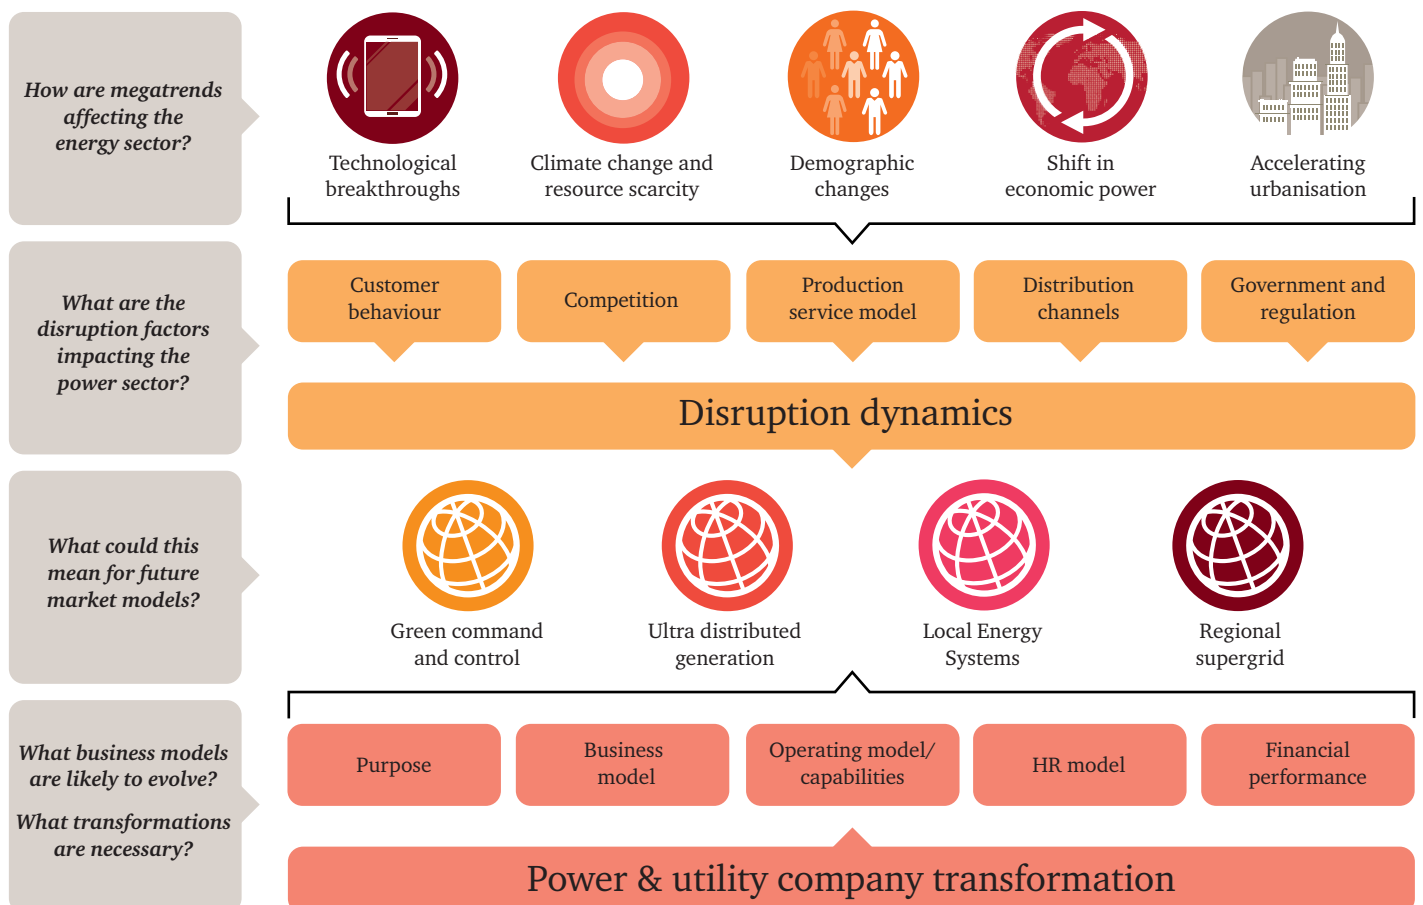 How are megatrends
affecting the
energy sector?
Technological
breakthroughs
Climate change and
resource scarcity
Demographic
changes
Shift in
economic power
Accelerating
urbanisation
What are the
disruption factors
impacting the
power sector?
Customer
behaviour
Competition
Production
service model
Distribution
channels
Government and
regulation
Disruption dynamics
What could this
mean for future
market models?
Green command
and control
Ultra distributed
generation
Local Energy
Systems
Regional
supergrid
What business models
are likely to evolve?
What transformations
are necessary?
Purpose
Business
model
Operating model/
capabilities
HR model
Financial
performance
Power & utility company transformation